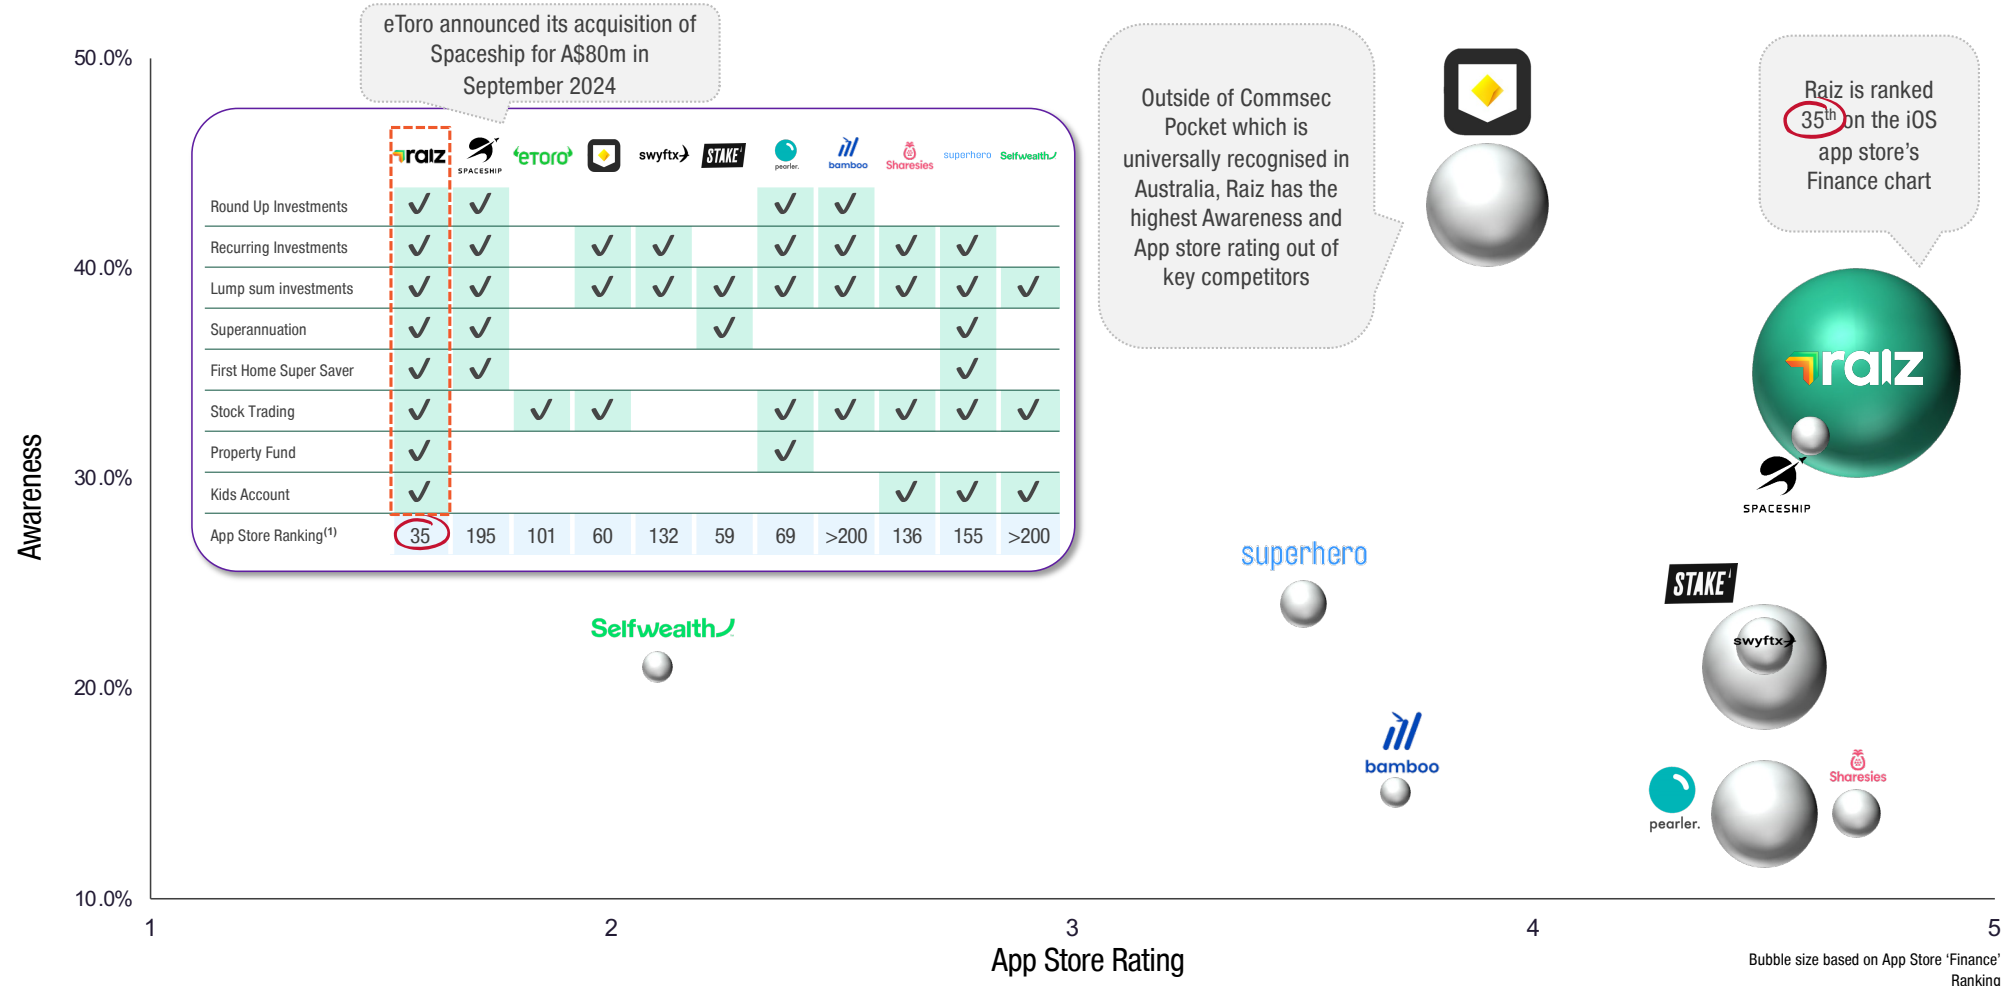 eToro announced its acquisition of
Spaceship for A$80m in
September 2024
50.0%
40.0%
30.0%
20.0%
10.0%
Awareness
raiz
SPACESHIP
eTORO
swyftx
STAKE
pearler.
bamboo
Sharesies
superhero
Selfwealth
Round Up Investments
Recurring Investments
Lump sum investments
Superannuation
First Home Super Saver
Stock Trading
Property Fund
Kids Account
App Store Ranking(1) 35 195 101 60 132 59 69 >200 136 155 >200
Outside of Commsec
Pocket which is
universally recognised in
Australia, Raiz has the
highest Awareness and
App store rating out of
key competitors
Raiz is ranked
35th on the iOS
app store's
Finance chart
raiz
SPACESHIP
superhero
STAKE
swyftx
Selfwealth
bamboo
pearler.
Sharesies
1 2 3 4 5
App Store Rating
Bubble size based on App Store 'Finance'
Ranking